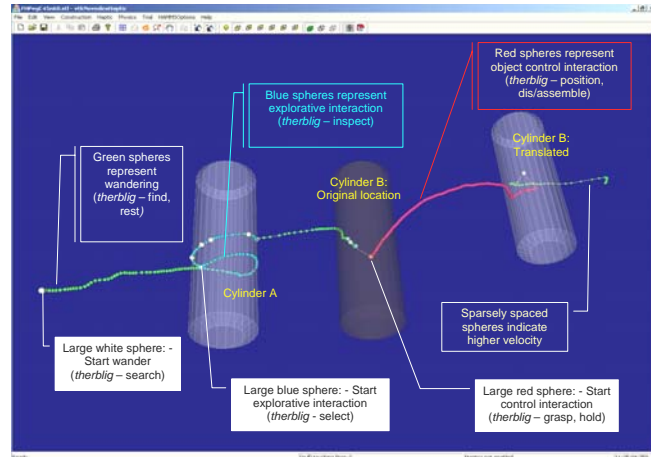 File Edit View Construction Haptic Physics Trial
Red spheres represent
object control interaction
(therblig – position,
dis/assemble)
Blue spheres represent
explorative interaction
(therblig – inspect)
Green spheres
represent
wandering
(therblig – find,
rest)
Cylinder B:
Translated
Cylinder B:
Original location
Cylinder A
Sparsely spaced
spheres indicate
higher velocity
Large white sphere: -
Start wander
(therblig – search)
Large blue sphere: - Start
explorative interaction
(therblig - select)
Large red sphere: - Start
control interaction
(therblig – grasp, hold)